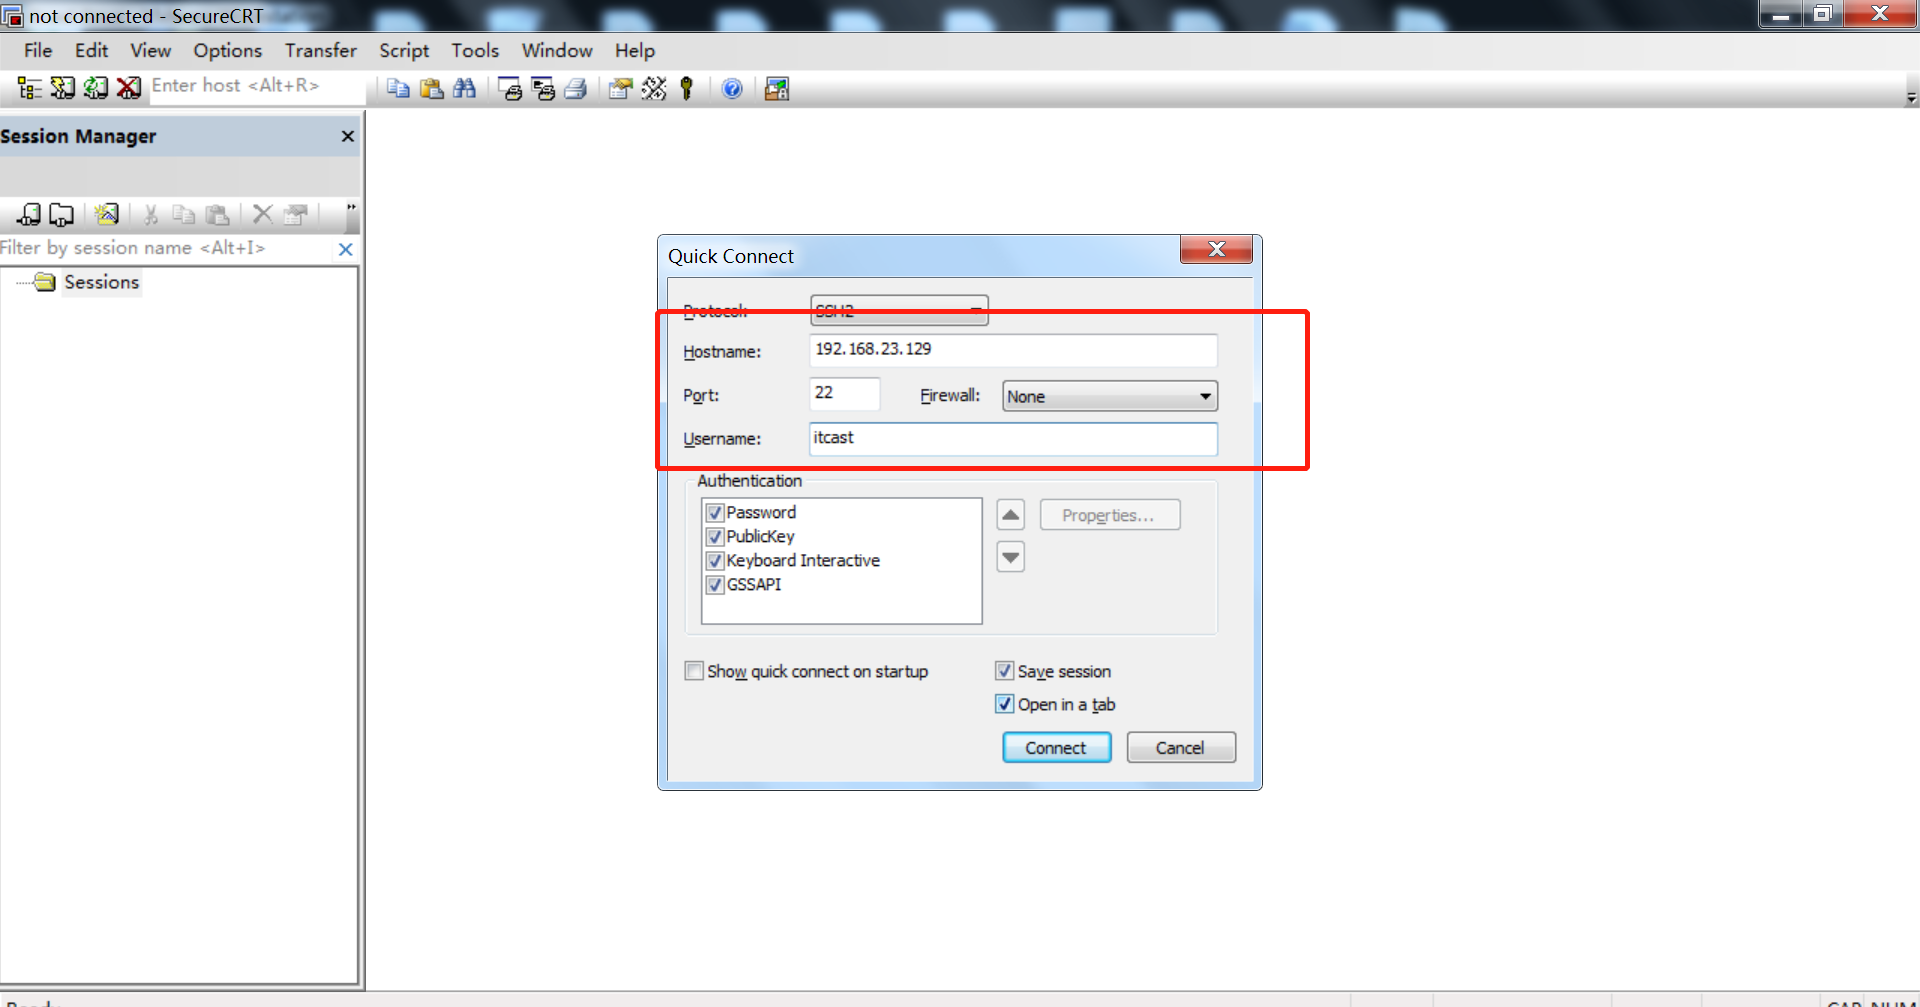 not connected - SecureCRT
File Edit View Options Transfer Script Tools Window Help
Enter host <Alt+R>
Session Manager
Filter by session name <Alt+I>
Sessions
Quick Connect
Protocol: SSH2
Hostname: 192.168.23.129
Port: 22 Firewall: None
Username: itcast
Authentication
Password
PublicKey
Keyboard Interactive
GSSAPI
Properties...
Show quick connect on startup
Save session
Open in a tab
Connect Cancel
Ready CAP NUM